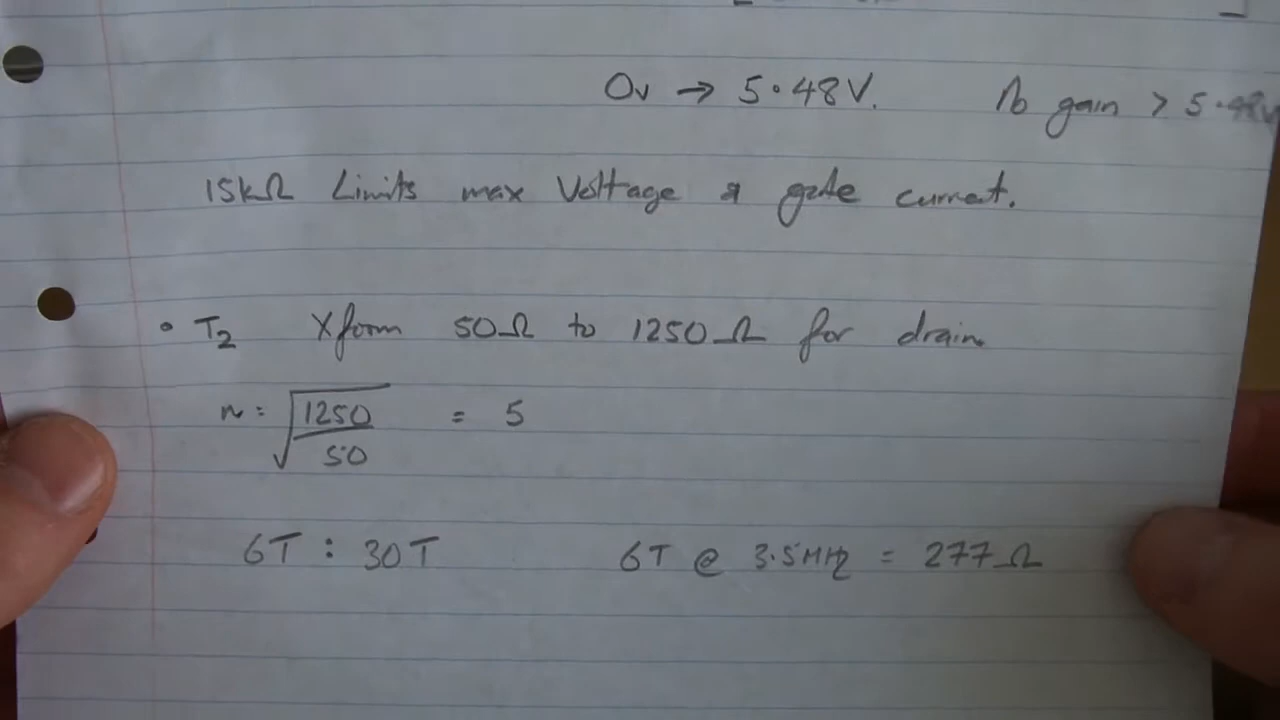 0v → 5.48V. No gain > 5.48V
15kΩ Limits max Voltage & gate current.
• T2 Xform 50Ω to 1250Ω for drain.
n = √1250/50 = 5
6T : 30T 6T @ 3.5MHz = 277Ω